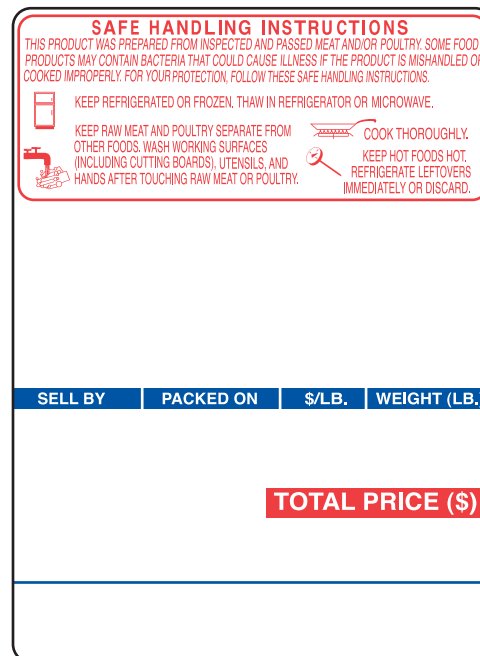 SAFE HANDLING INSTRUCTIONS
THIS PRODUCT WAS PREPARED FROM INSPECTED AND PASSED MEAT AND/OR POULTRY. SOME FOOD
PRODUCTS MAY CONTAIN BACTERIA THAT COULD CAUSE ILLNESS IF THE PRODUCT IS MISHANDLED OR
COOKED IMPROPERLY. FOR YOUR PROTECTION, FOLLOW THESE SAFE HANDLING INSTRUCTIONS.
KEEP REFRIGERATED OR FROZEN. THAW IN REFRIGERATOR OR MICROWAVE.
KEEP RAW MEAT AND POULTRY SEPARATE FROM
OTHER FOODS. WASH WORKING SURFACES
(INCLUDING CUTTING BOARDS), UTENSILS, AND
HANDS AFTER TOUCHING RAW MEAT OR POULTRY.
COOK THOROUGHLY.
KEEP HOT FOODS HOT.
REFRIGERATE LEFTOVERS
IMMEDIATELY OR DISCARD.
SELL BY PACKED ON $/LB. WEIGHT (LB.
TOTAL PRICE ($)